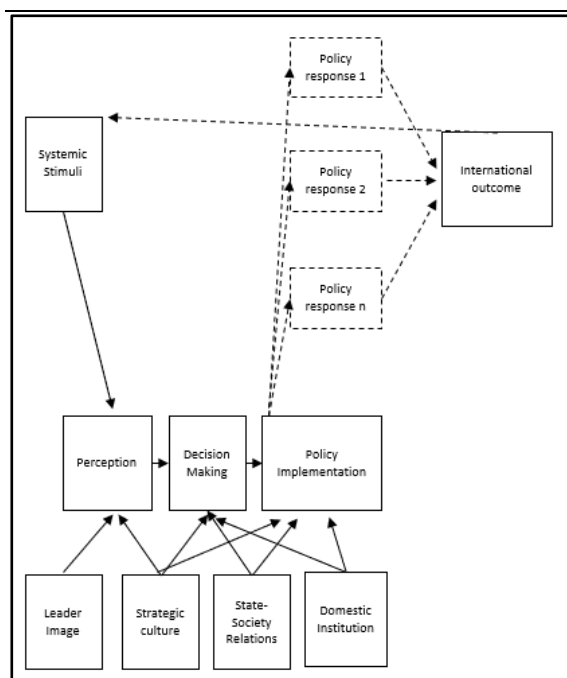 Policy
response 1
Systemic
Stimuli
Policy
response 2
International
outcome
Policy
response n
Perception
Decision
Making
Policy
Implementation
Leader
Image
Strategic
culture
State-
Society
Relations
Domestic
Institution